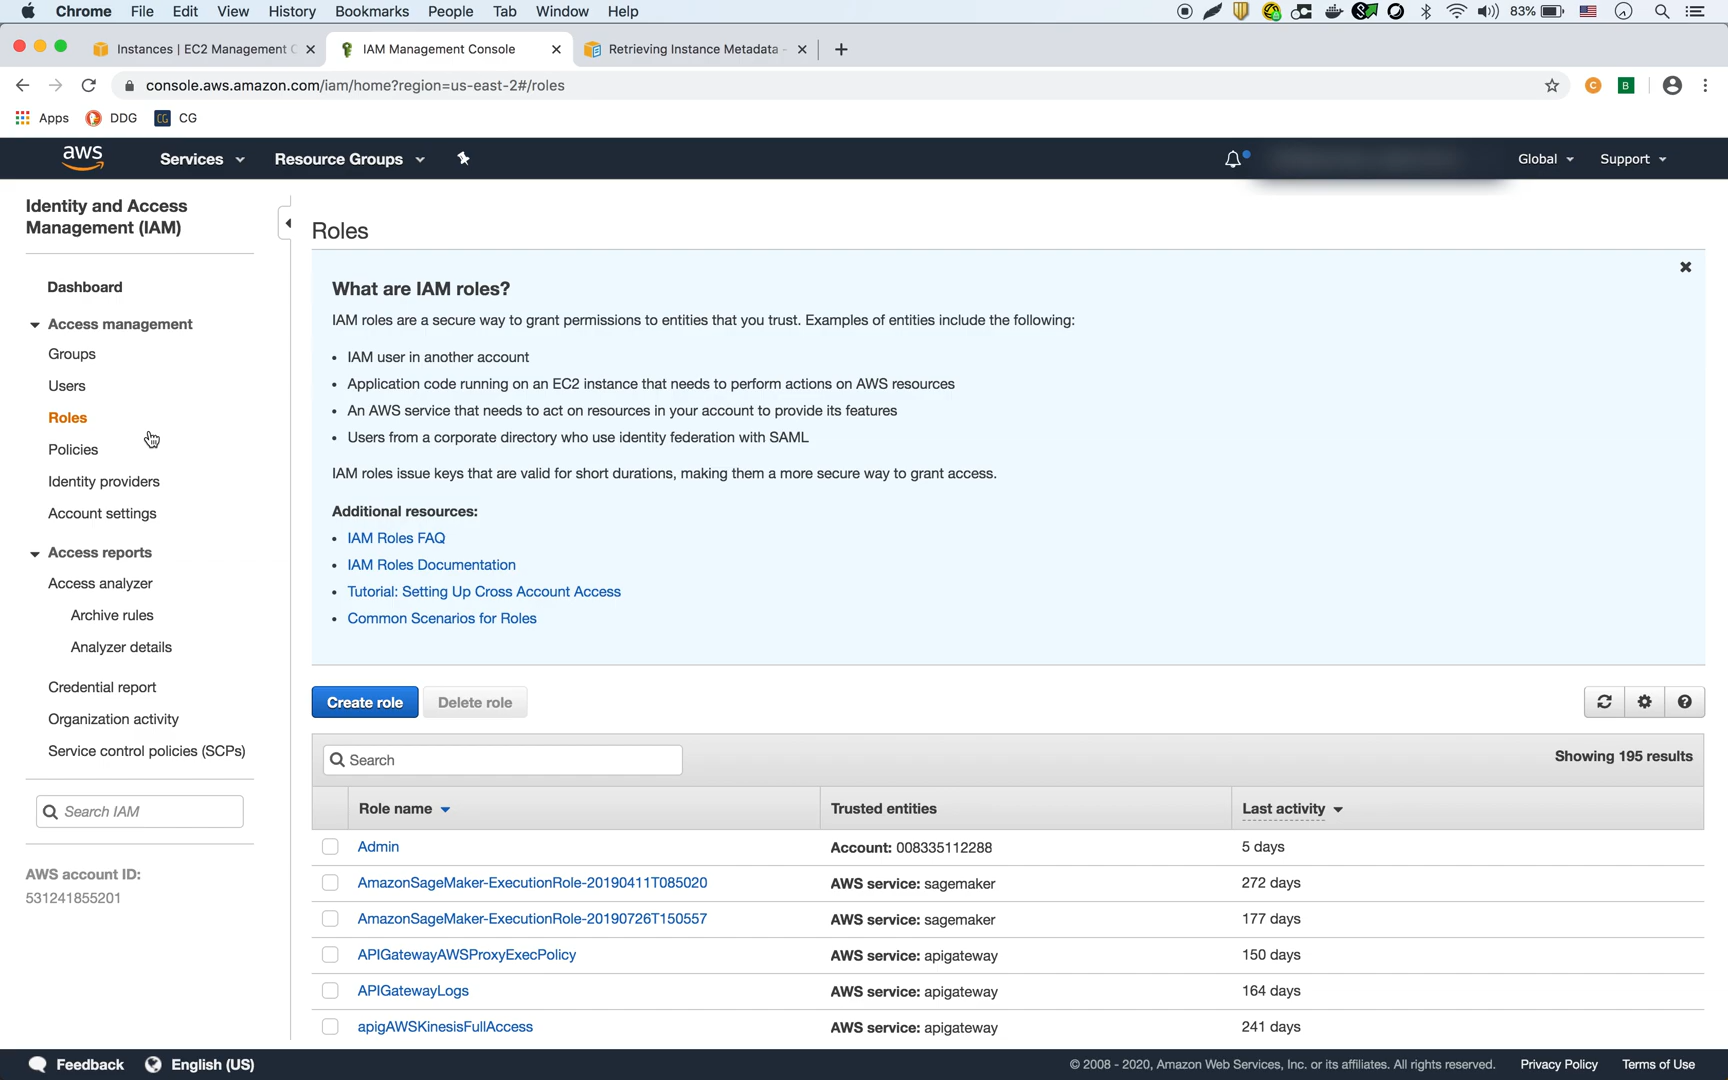 Chrome File Edit View History Bookmarks People Tab Window Help 83%
Instances | EC2 Management C
IAM Management Console
Retrieving Instance Metadata -
console.aws.amazon.com/iam/home?region=us-east-2#/roles
C B
Apps DDG CG CG
aws Services Resource Groups Global Support
Identity and Access
Management (IAM)
Dashboard
Access management
Groups
Users
Roles
Policies
Identity providers
Account settings
Access reports
Access analyzer
Archive rules
Analyzer details
Credential report
Organization activity
Service control policies (SCPs)
Search IAM
AWS account ID:
531241855201
Roles
What are IAM roles?
IAM roles are a secure way to grant permissions to entities that you trust. Examples of entities include the following:
• IAM user in another account
• Application code running on an EC2 instance that needs to perform actions on AWS resources
• An AWS service that needs to act on resources in your account to provide its features
• Users from a corporate directory who use identity federation with SAML
IAM roles issue keys that are valid for short durations, making them a more secure way to grant access.
Additional resources:
• IAM Roles FAQ
• IAM Roles Documentation
• Tutorial: Setting Up Cross Account Access
• Common Scenarios for Roles
Create role Delete role
Search Showing 195 results
Role name Trusted entities Last activity
Admin Account: 008335112288 5 days
AmazonSageMaker-ExecutionRole-20190411T085020 AWS service: sagemaker 272 days
AmazonSageMaker-ExecutionRole-20190726T150557 AWS service: sagemaker 177 days
APIGatewayAWSProxyExecPolicy AWS service: apigateway 150 days
APIGatewayLogs AWS service: apigateway 164 days
apigAWSKinesisFullAccess AWS service: apigateway 241 days
Feedback English (US) © 2008 - 2020, Amazon Web Services, Inc. or its affiliates. All rights reserved. Privacy Policy Terms of Use